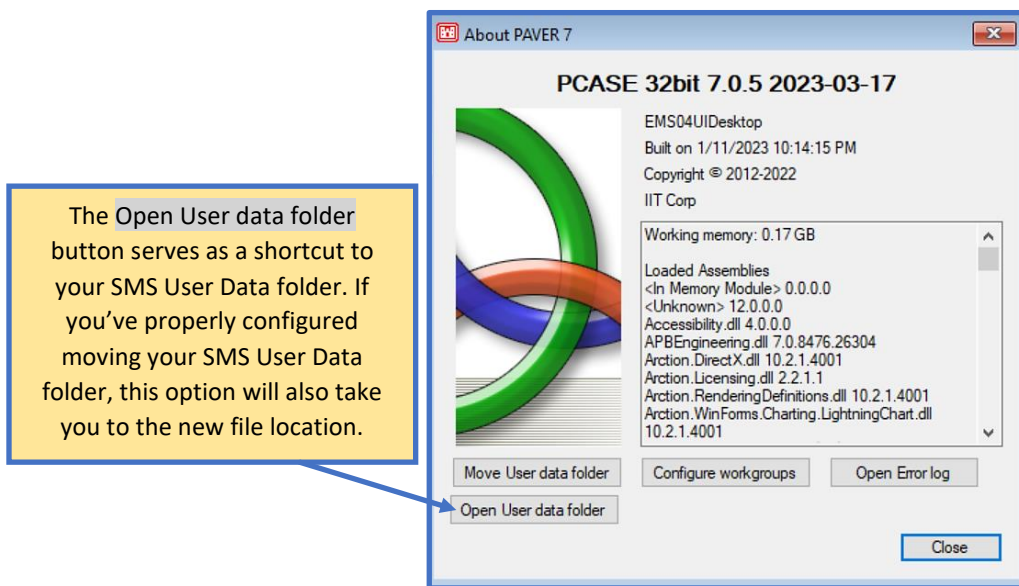 About PAVER 7
PCASE 32bit 7.0.5 2023-03-17
EMS04UIDesktop
Built on 1/11/2023 10:14:15 PM
Copyright © 2012-2022
IIT Corp
Working memory: 0.17 GB
Loaded Assemblies
<In Memory Module> 0.0.0.0
<Unknown> 12.0.0.0
Accessibility.dll 4.0.0.0
APBEngineering.dll 7.0.8476.26304
Arction.DirectX.dll 10.2.1.4001
Arction.Licensing.dll 2.2.1.1
Arction.RenderingDefinitions.dll 10.2.1.4001
Arction.WinForms.Charting.LightningChart.dll
10.2.1.4001
The Open User data folder
button serves as a shortcut to
your SMS User Data folder. If
you’ve properly configured
moving your SMS User Data
folder, this option will also take
you to the new file location.
Move User data folder
Configure workgroups
Open Error log
Open User data folder
Close